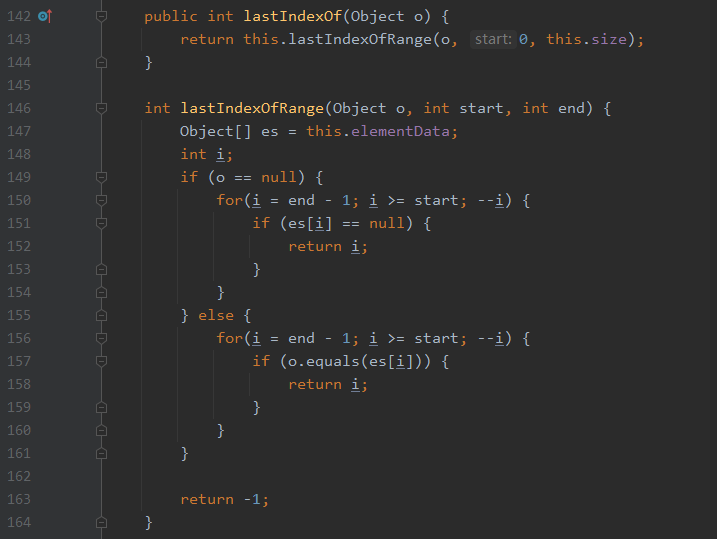 142 public int lastIndexOf(Object o) {
143 return this.lastIndexOfRange(o, start: 0, this.size);
144 }
145
146 int lastIndexOfRange(Object o, int start, int end) {
147 Object[] es = this.elementData;
148 int i;
149 if (o == null) {
150 for(i = end - 1; i >= start; --i) {
151 if (es[i] == null) {
152 return i;
153 }
154 }
155 } else {
156 for(i = end - 1; i >= start; --i) {
157 if (o.equals(es[i])) {
158 return i;
159 }
160 }
161 }
162
163 return -1;
164 }